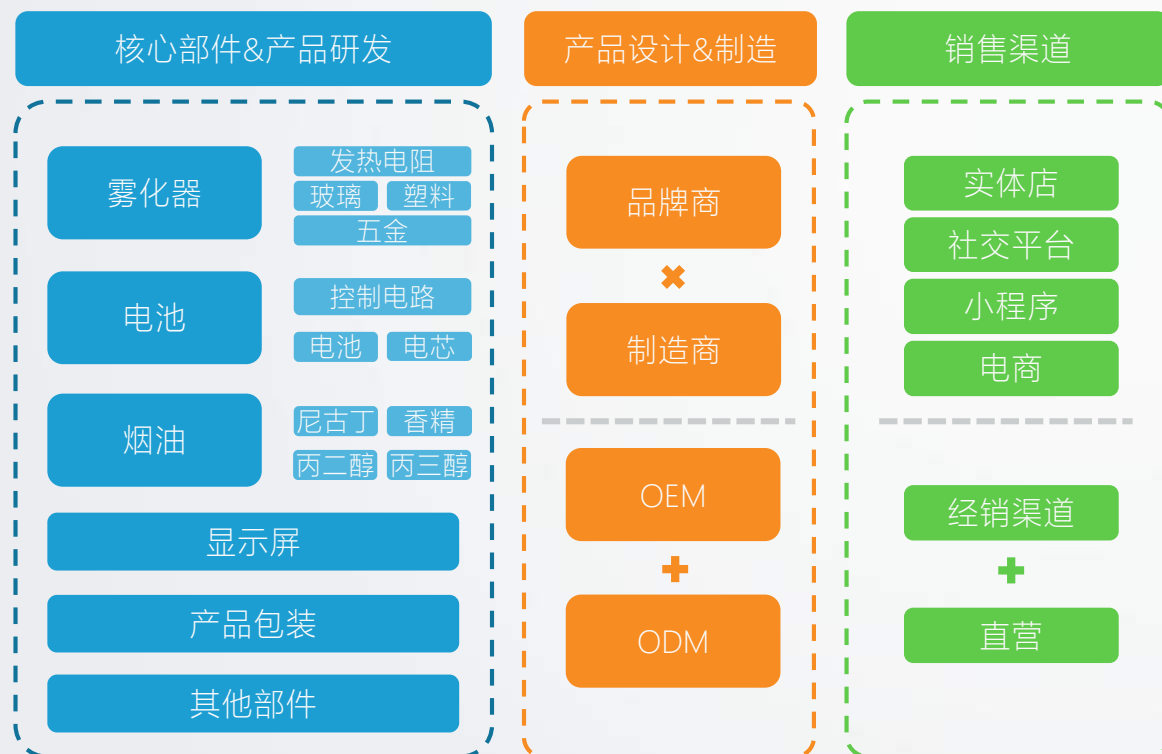 核心部件&产品研发
产品设计&制造
销售渠道
雾化器
发热电阻
玻璃
塑料
五金
电池
控制电路
电池
电芯
烟油
尼古丁
香精
丙二醇
丙三醇
显示屏
产品包装
其他部件
品牌商
制造商
OEM
ODM
实体店
社交平台
小程序
电商
经销渠道
直营